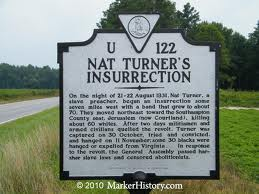 U 122
NAT TURNER'S
INSURRECTION
On the night of 21-22 August 1831, Nat Turner, a
slave preacher, began an insurrection some
seven miles west with a band that grew to about
70. They moved northeast toward the Southampton
County seat, Jerusalem (now Courtland), killing
about 60 whites. After two days militiamen and
armed civilians quelled the revolt. Turner was
captured on 30 October, tried and convicted,
and hanged on 11 November; some 30 blacks were
hanged or expelled from Virginia. In response
to the revolt, the General Assembly passed har-
sher slave laws and censored abolitionists.
© 2010 MarkerHistory.com